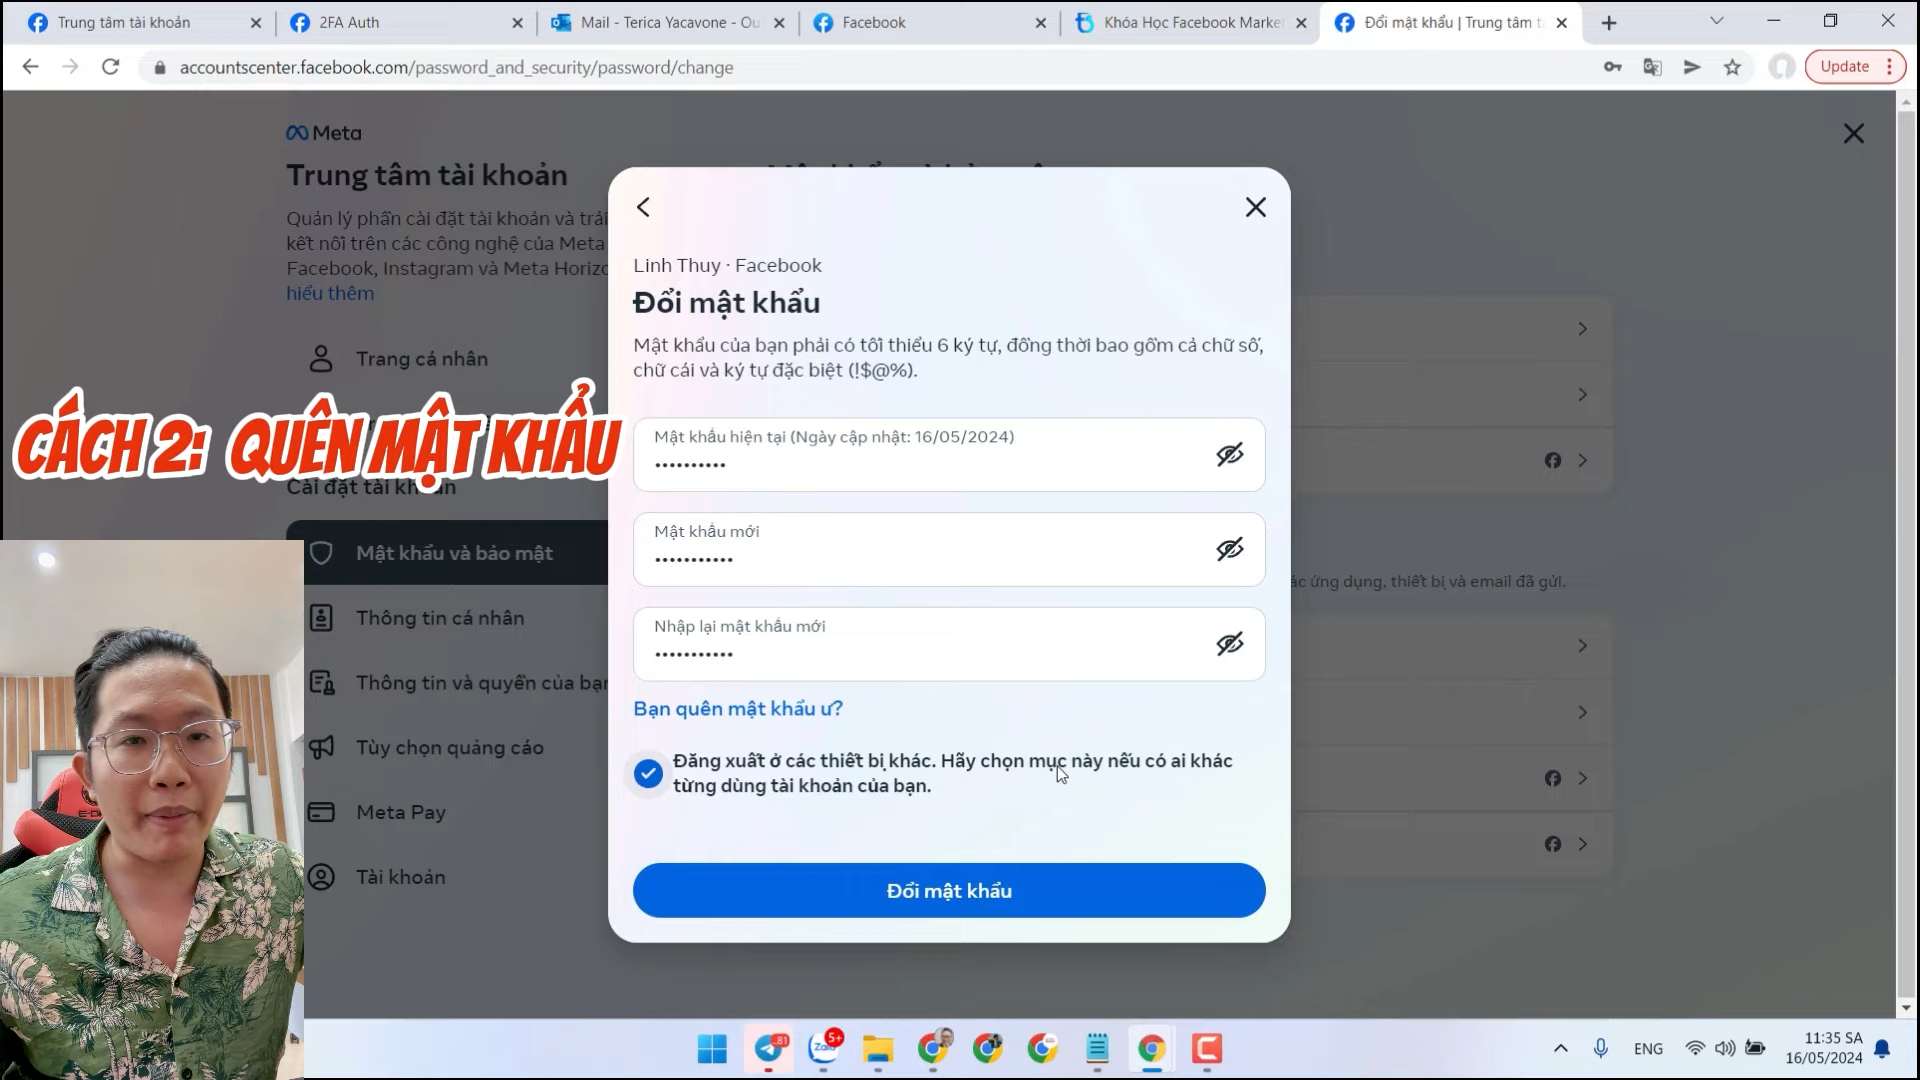 Trung tâm tài khoản
2FA Auth
Mail - Terica Yacavone - Ou
Facebook
Khóa Học Facebook Marke
Đổi mật khẩu | Trung tâm t
accountscenter.facebook.com/password_and_security/password/change
Update
Meta
Trung tâm tài khoản
Quản lý phần cài đặt tài khoản và trải
kết nối trên các công nghệ của Meta
Facebook, Instagram và Meta Horizo
hiểu thêm
Trang cá nhân
CÁCH 2: QUÊN MẬT KHẨU
Cài đặt tài khoản
Mật khẩu và bảo mật
Thông tin cá nhân
Thông tin và quyền của bạn
Tùy chọn quảng cáo
Meta Pay
Tài khoản
Linh Thuy · Facebook
Đổi mật khẩu
Mật khẩu của bạn phải có tối thiểu 6 ký tự, đồng thời bao gồm cả chữ số,
chữ cái và ký tự đặc biệt (!$@%).
Mật khẩu hiện tại (Ngày cập nhật: 16/05/2024)
••••••••••
Mật khẩu mới
•••••••••••
Nhập lại mật khẩu mới
•••••••••••
Bạn quên mật khẩu ư?
Đăng xuất ở các thiết bị khác. Hãy chọn mục này nếu có ai khác
từng dùng tài khoản của bạn.
Đổi mật khẩu
ác ứng dụng, thiết bị và email đã gửi.
81
Zalo
5+
ENG
11:35 SA
16/05/2024